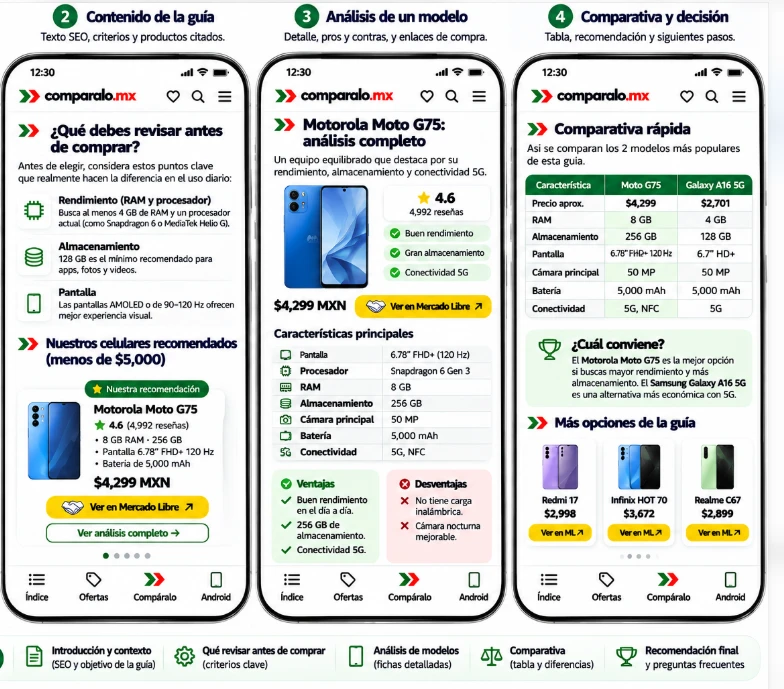 2 Contenido de la guía
Texto SEO, criterios y productos citados.
12:30
comparalo.mx
¿Qué debes revisar antes
de comprar?
Antes de elegir, considera estos puntos clave
que realmente hacen la diferencia en el uso diario:
Rendimiento (RAM y procesador)
Busca al menos 4 GB de RAM y un procesador
actual (como Snapdragon 6 o MediaTek Helio G).
Almacenamiento
128 GB es el mínimo recomendado para
apps, fotos y videos.
Pantalla
Las pantallas AMOLED o de 90–120 Hz ofrecen
mejor experiencia visual.
Nuestros celulares recomendados
(menos de $5,000)
Nuestra recomendación
Motorola Moto G75
4.6 (4,992 reseñas)
• 8 GB RAM · 256 GB
• Pantalla 6.78" FHD+ 120 Hz
• Batería de 5,000 mAh
$4,299 MXN
Ver en Mercado Libre ↗
Ver análisis completo →
Índice Ofertas Compáralo Android
3 Análisis de un modelo
Detalle, pros y contras, y enlaces de compra.
12:30
comparalo.mx
Motorola Moto G75:
análisis completo
Un equipo equilibrado que destaca por su
rendimiento, almacenamiento y conectividad 5G.
4.6
4,992 reseñas
Buen rendimiento
Gran almacenamiento
Conectividad 5G
$4,299 MXN
Ver en Mercado Libre ↗
Características principales
Pantalla 6.78" FHD+ (120 Hz)
Procesador Snapdragon 6 Gen 3
RAM 8 GB
Almacenamiento 256 GB
Cámara principal 50 MP
Batería 5,000 mAh
5G Conectividad 5G, NFC
Ventajas
Buen rendimiento
en el día a día.
256 GB de
almacenamiento.
Conectividad 5G.
Desventajas
No tiene carga
inalámbrica.
Cámara nocturna
mejorable.
Índice Ofertas Compáralo Android
4 Comparativa y decisión
Tabla, recomendación y siguientes pasos.
12:30
comparalo.mx
Comparativa rápida
Así se comparan los 2 modelos más populares
de esta guía.
Característica Moto G75 Galaxy A16 5G
Precio aprox. $4,299 $2,701
RAM 8 GB 4 GB
Almacenamiento 256 GB 128 GB
Pantalla 6.78" FHD+ 120 Hz 6.7" HD+
Cámara principal 50 MP 50 MP
Batería 5,000 mAh 5,000 mAh
Conectividad 5G, NFC 5G
¿Cuál conviene?
El Motorola Moto G75 es la mejor opción
si buscas mayor rendimiento y más
almacenamiento. El Samsung Galaxy A16 5G
es una alternativa más económica con 5G.
Más opciones de la guía
Redmi 17 Infinix HOT 70 Realme C67
$2,998 $3,672 $2,899
Ver en ML ↗ Ver en ML ↗ Ver en ML ↗
Índice Ofertas Compáralo Android
Introducción y contexto
(SEO y objetivo de la guía)
Qué revisar antes de comprar
(criterios clave)
Análisis de modelos
(fichas detalladas)
Comparativa
(tabla y diferencias)
Recomendación final
y preguntas frecuentes